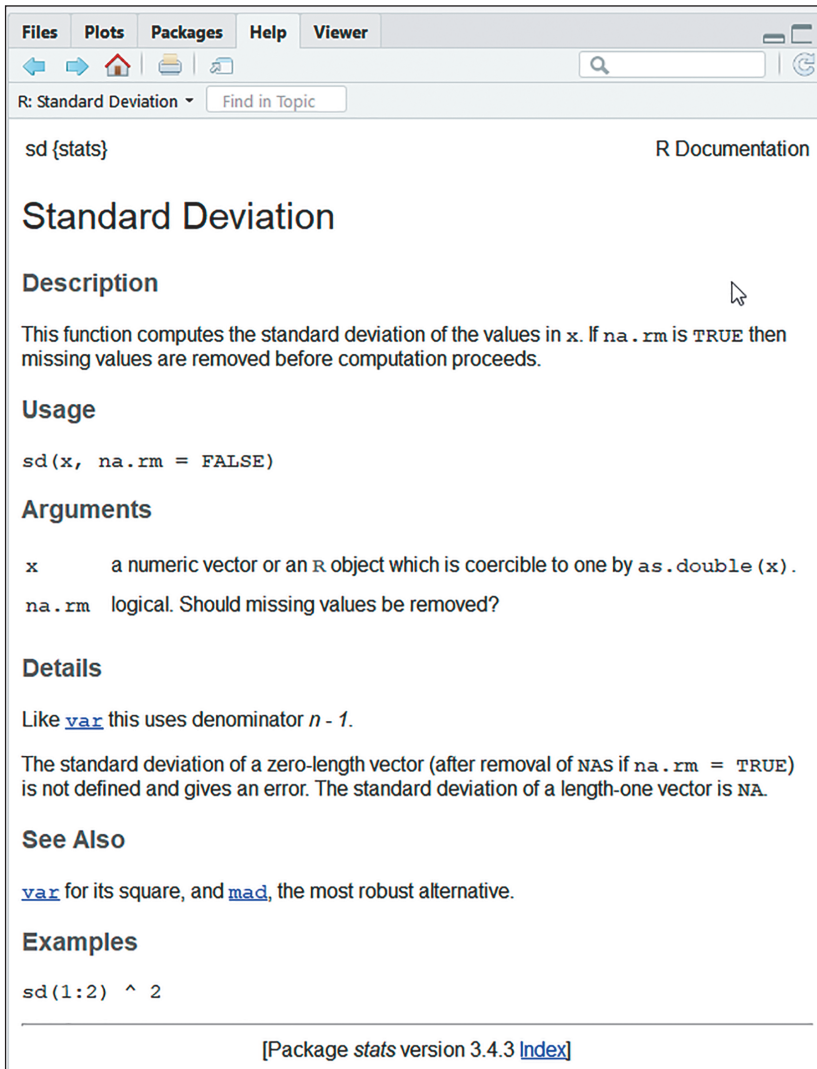 Files Plots Packages Help Viewer
R: Standard Deviation Find in Topic
sd {stats} R Documentation
Standard Deviation
Description
This function computes the standard deviation of the values in x. If na.rm is TRUE then
missing values are removed before computation proceeds.
Usage
sd(x, na.rm = FALSE)
Arguments
x a numeric vector or an R object which is coercible to one by as.double(x).
na.rm logical. Should missing values be removed?
Details
Like var this uses denominator n - 1.
The standard deviation of a zero-length vector (after removal of NAs if na.rm = TRUE)
is not defined and gives an error. The standard deviation of a length-one vector is NA.
See Also
var for its square, and mad, the most robust alternative.
Examples
sd(1:2) ^ 2
[Package stats version 3.4.3 Index]